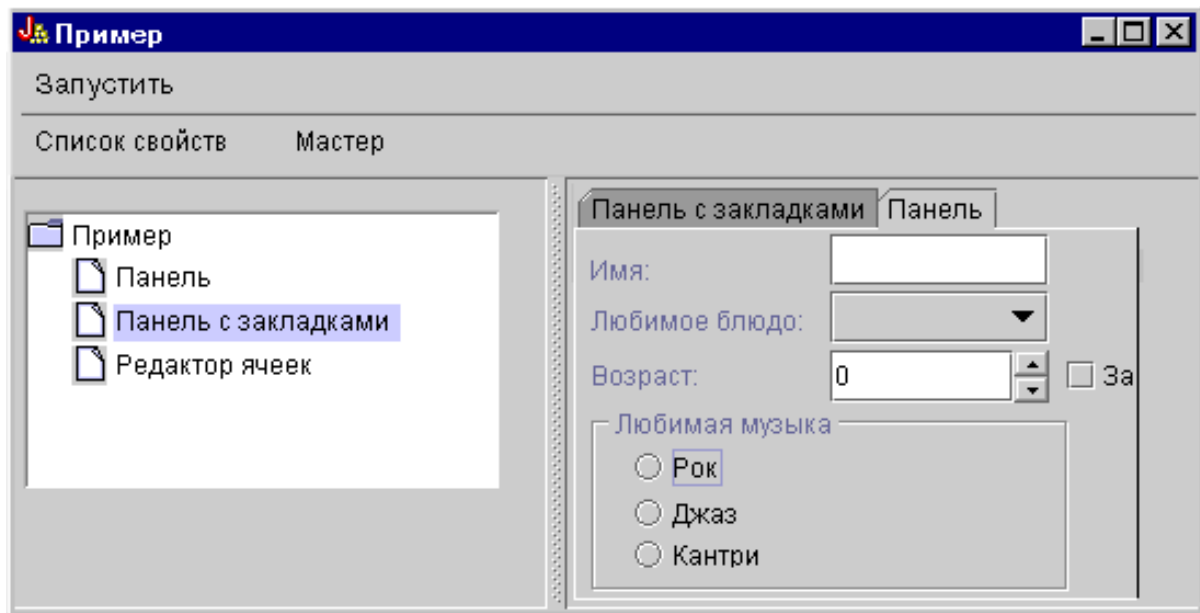 Пример
Запустить
Список свойств Мастер
Пример
Панель
Панель с закладками
Редактор ячеек
Панель с закладками Панель
Имя:
Любимое блюдо:
Возраст: 0 За
Любимая музыка
Рок
Джаз
Кантри